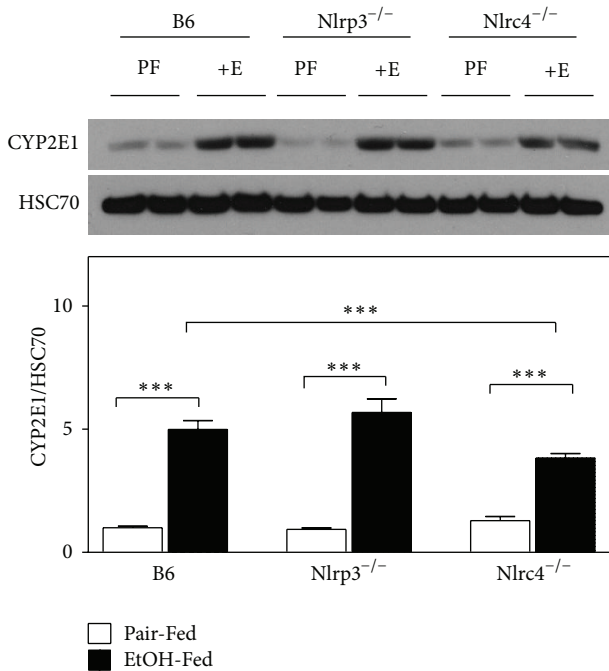 B6 Nlrp3−/− Nlrc4−/−
PF +E PF +E PF +E
CYP2E1
HSC70
CYP2E1/HSC70
10
5
0
***
*** *** ***
B6 Nlrp3−/− Nlrc4−/−
Pair-Fed
EtOH-Fed